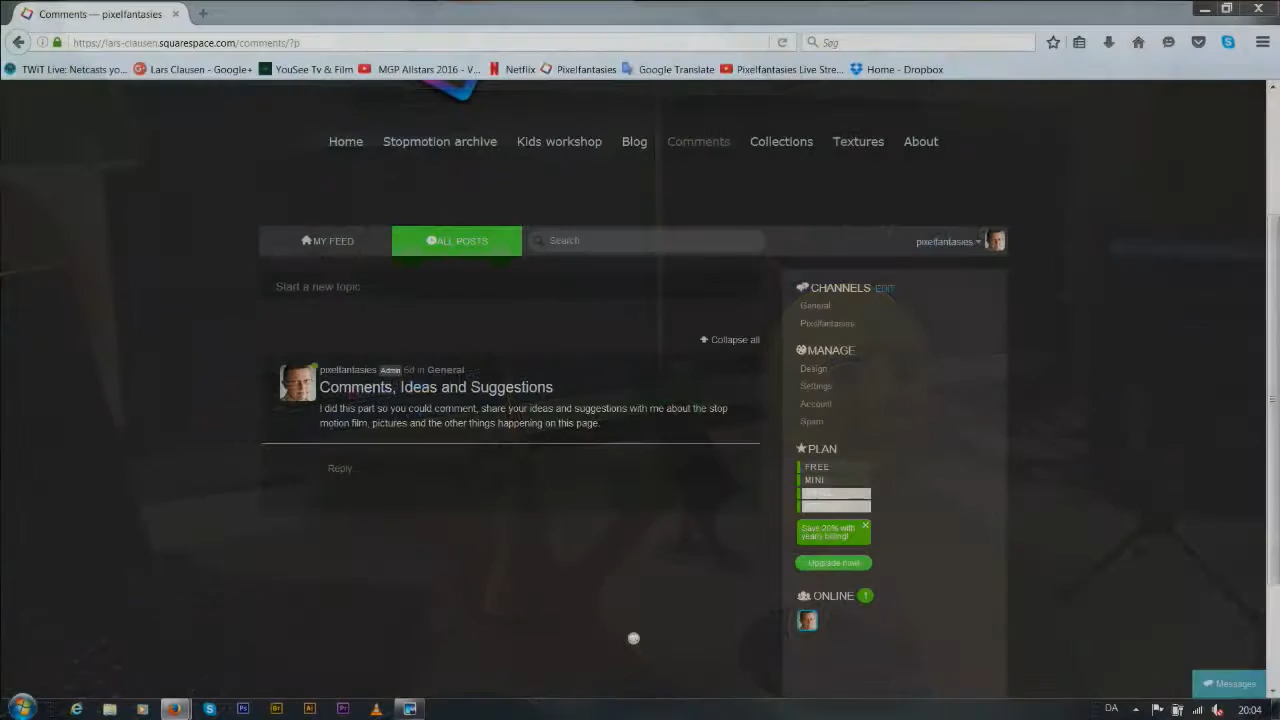 Comments — pixelfantasies
https://lars-clausen.squarespace.com/comments/?p
Søg
TWiT Live: Netcasts yo...
Lars Clausen - Google+
YouSee Tv & Film
MGP Allstars 2016 - V...
Netflix
Pixelfantasies
Google Translate
Pixelfantasies Live Stre...
Home - Dropbox
Home
Stopmotion archive
Kids workshop
Blog
Comments
Collections
Textures
About
MY FEED
ALL POSTS
Search
pixelfantasies
Start a new topic
Collapse all
pixelfantasies Admin 6d in General
Comments, Ideas and Suggestions
I did this part so you could comment, share your ideas and suggestions with me about the stop
motion film, pictures and the other things happening on this page.
Reply
CHANNELS EDIT
General
Pixelfantasies
MANAGE
Design
Settings
Account
Spam
PLAN
FREE
MINI
Save 20% with
yearly billing!
Upgrade now!
ONLINE 1
Messages
Ps
Br
Ai
Pr
DA
20:04